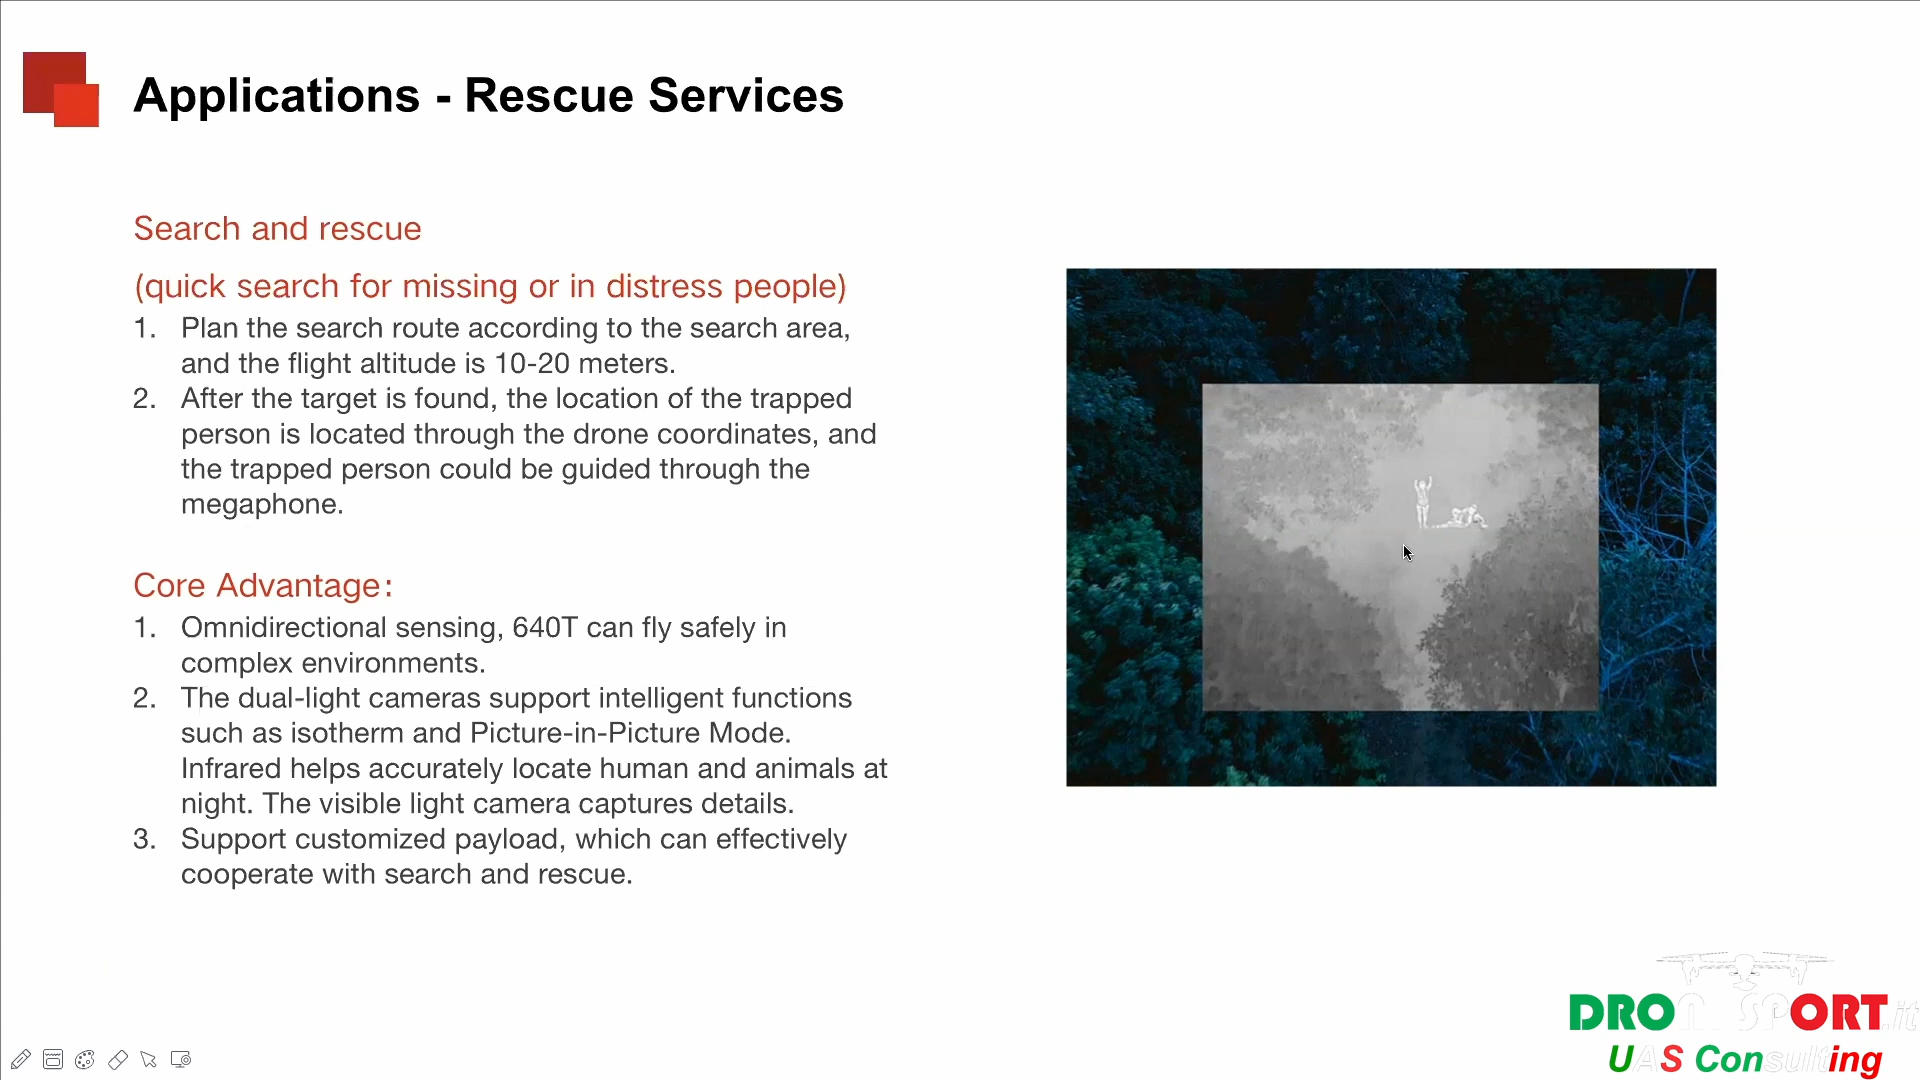 Applications - Rescue Services
Search and rescue
(quick search for missing or in distress people)
1. Plan the search route according to the search area,
and the flight altitude is 10-20 meters.
2. After the target is found, the location of the trapped
person is located through the drone coordinates, and
the trapped person could be guided through the
megaphone.
Core Advantage:
1. Omnidirectional sensing, 640T can fly safely in
complex environments.
2. The dual-light cameras support intelligent functions
such as isotherm and Picture-in-Picture Mode.
Infrared helps accurately locate human and animals at
night. The visible light camera captures details.
3. Support customized payload, which can effectively
cooperate with search and rescue.
DRONESPORT.it
UAS Consulting